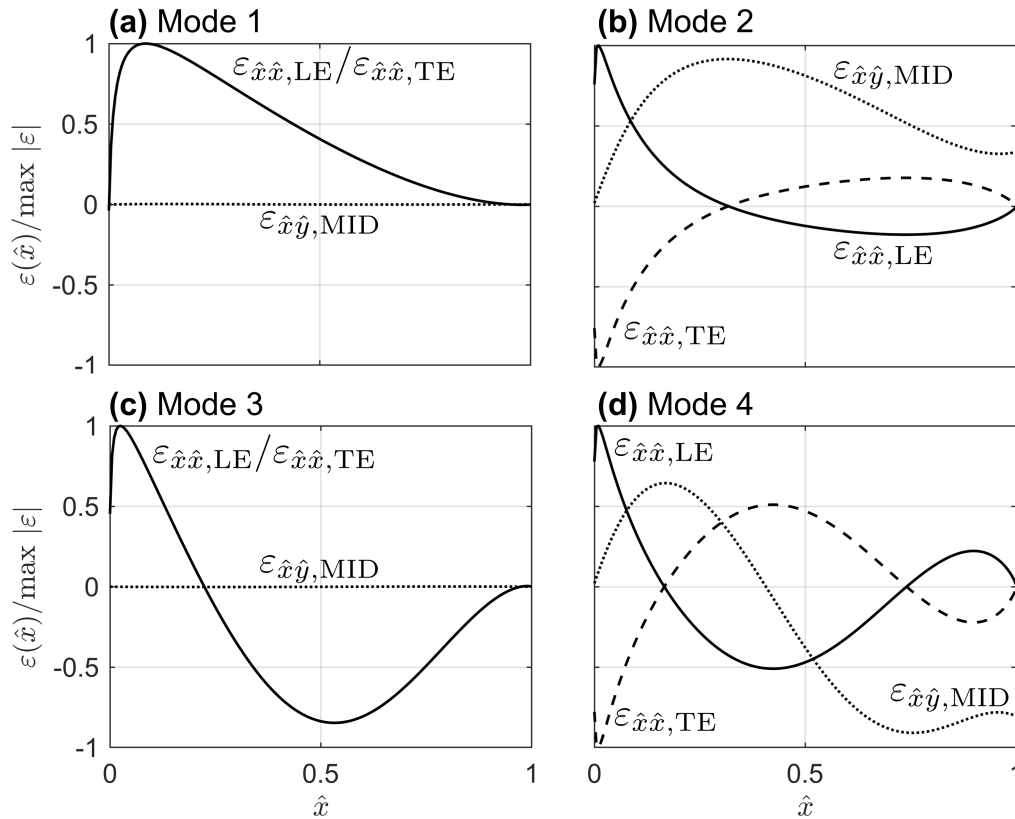 (a) Mode 1
(b) Mode 2
1
0.5
0
-0.5
-1
ε(x̂)/max |ε|
ε_{x̂x̂,LE}/ε_{x̂x̂,TE}
ε_{x̂ŷ,MID}
ε_{x̂ŷ,MID}
ε_{x̂x̂,LE}
ε_{x̂x̂,TE}
(c) Mode 3
(d) Mode 4
1
0.5
0
-0.5
-1
ε(x̂)/max |ε|
ε_{x̂x̂,LE}/ε_{x̂x̂,TE}
ε_{x̂ŷ,MID}
ε_{x̂x̂,LE}
ε_{x̂ŷ,MID}
ε_{x̂x̂,TE}
0 0.5 1
0 0.5 1
x̂
x̂